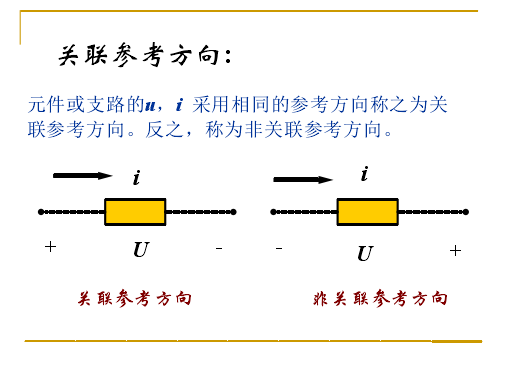 关联参考方向:
元件或支路的u，i 采用相同的参考方向称之为关
联参考方向。反之，称为非关联参考方向。
i i
+ U - - U +
关联参考方向 非关联参考方向